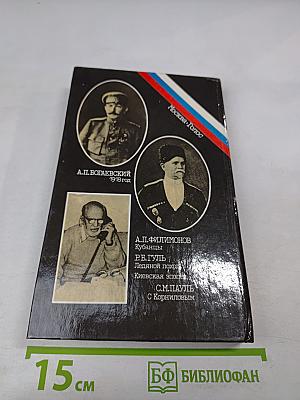 Москва • Голос
А.П.БОГАЕВСКИЙ
1918 год
А.П.ФИЛИМОНОВ
Кубанцы
Р.Б.ГУЛЬ
Ледяной поход
Киевская эпопея
С.М.ПАУЛЬ
С Корниловым
15 см
БФ БИБЛИОФАН